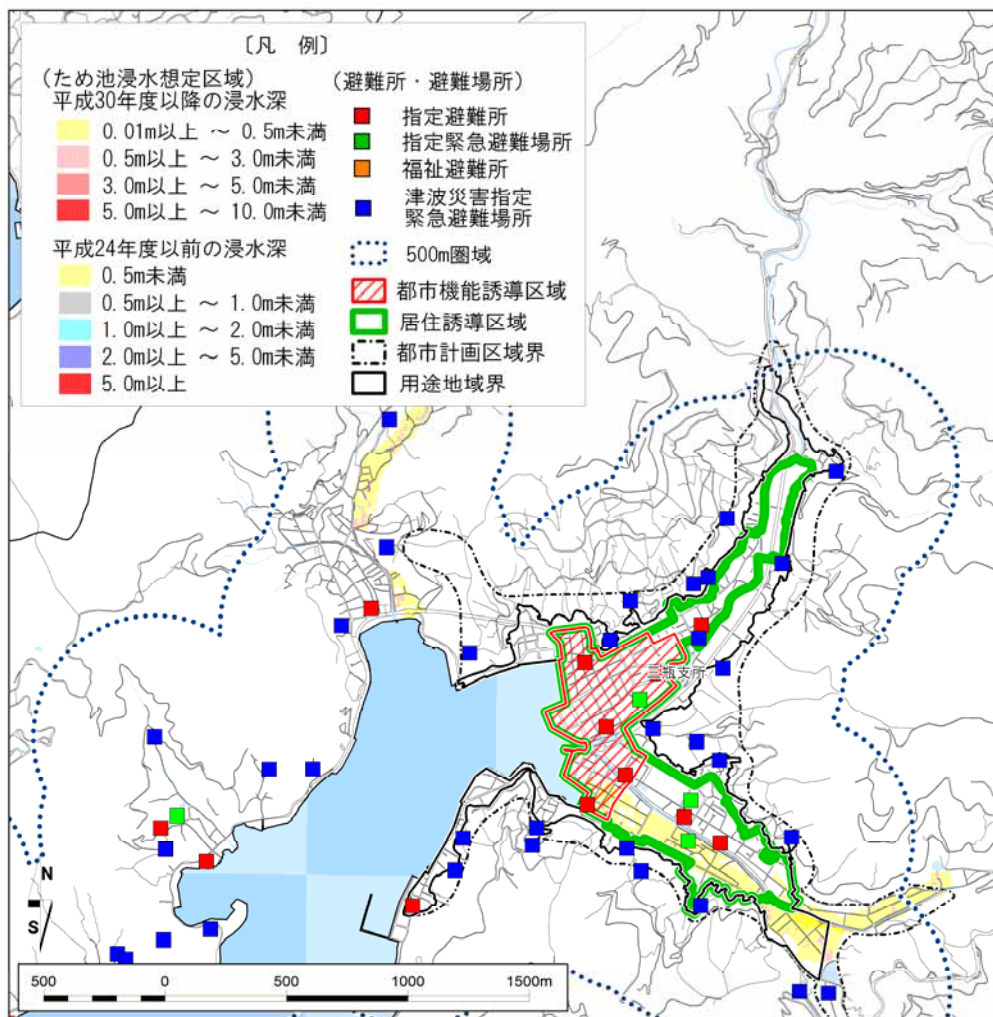 〔凡 例〕
(ため池浸水想定区域)
平成30年度以降の浸水深
0.01m以上 ～ 0.5m未満
0.5m以上 ～ 3.0m未満
3.0m以上 ～ 5.0m未満
5.0m以上 ～ 10.0m未満
平成24年度以前の浸水深
0.5m未満
0.5m以上 ～ 1.0m未満
1.0m以上 ～ 2.0m未満
2.0m以上 ～ 5.0m未満
5.0m以上
(避難所・避難場所)
指定避難所
指定緊急避難場所
福祉避難所
津波災害指定
緊急避難場所
500m圏域
都市機能誘導区域
居住誘導区域
都市計画区域界
用途地域界
三瓶支所
N
S
500 0 500 1000 1500m